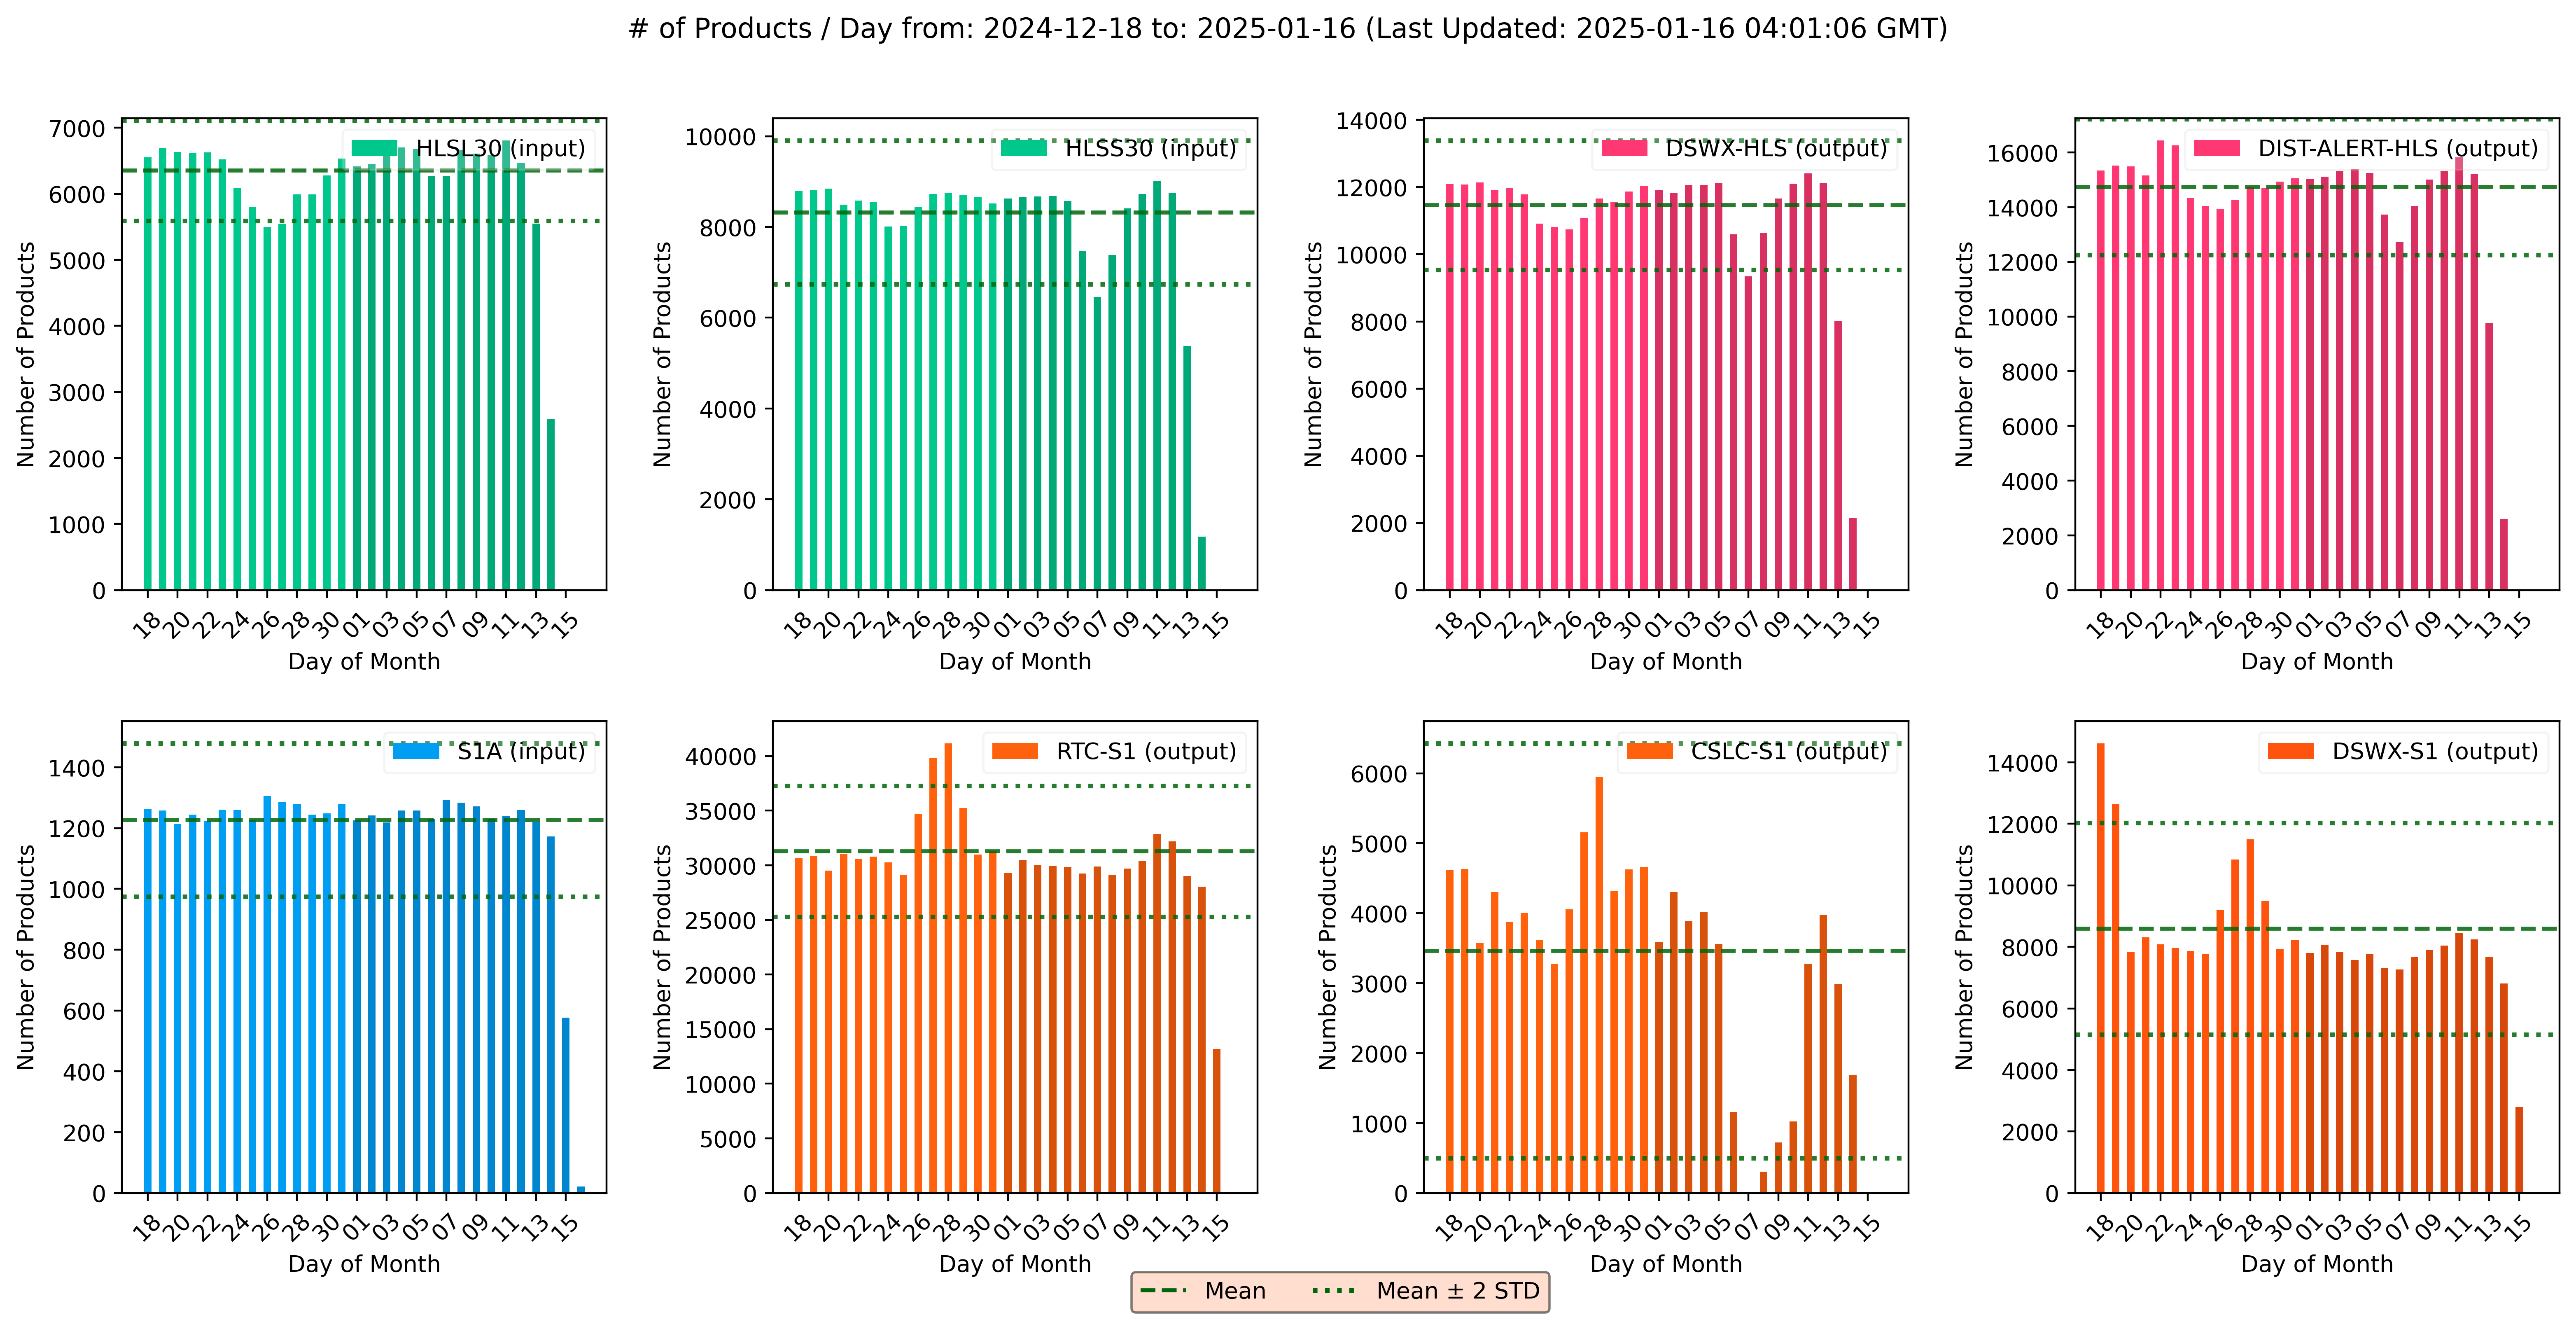 # of Products / Day from: 2024-12-18 to: 2025-01-16 (Last Updated: 2025-01-16 04:01:06 GMT)
HLSL30 (input)
Number of Products
7000
6000
5000
4000
3000
2000
1000
0
18 20 22 24 26 28 30 01 03 05 07 09 11 13 15
Day of Month
HLSS30 (input)
Number of Products
10000
8000
6000
4000
2000
0
18 20 22 24 26 28 30 01 03 05 07 09 11 13 15
Day of Month
DSWX-HLS (output)
Number of Products
14000
12000
10000
8000
6000
4000
2000
0
18 20 22 24 26 28 30 01 03 05 07 09 11 13 15
Day of Month
DIST-ALERT-HLS (output)
Number of Products
16000
14000
12000
10000
8000
6000
4000
2000
0
18 20 22 24 26 28 30 01 03 05 07 09 11 13 15
Day of Month
S1A (input)
Number of Products
1400
1200
1000
800
600
400
200
0
18 20 22 24 26 28 30 01 03 05 07 09 11 13 15
Day of Month
RTC-S1 (output)
Number of Products
40000
35000
30000
25000
20000
15000
10000
5000
0
18 20 22 24 26 28 30 01 03 05 07 09 11 13 15
Day of Month
CSLC-S1 (output)
Number of Products
6000
5000
4000
3000
2000
1000
0
18 20 22 24 26 28 30 01 03 05 07 09 11 13 15
Day of Month
DSWX-S1 (output)
Number of Products
14000
12000
10000
8000
6000
4000
2000
0
18 20 22 24 26 28 30 01 03 05 07 09 11 13 15
Day of Month
Mean Mean ± 2 STD